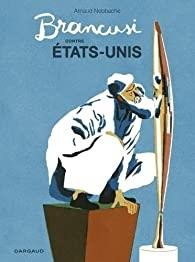 Arnaud Nebbache
Brancusi
CONTRE
ÉTATS-UNIS
DARGAUD